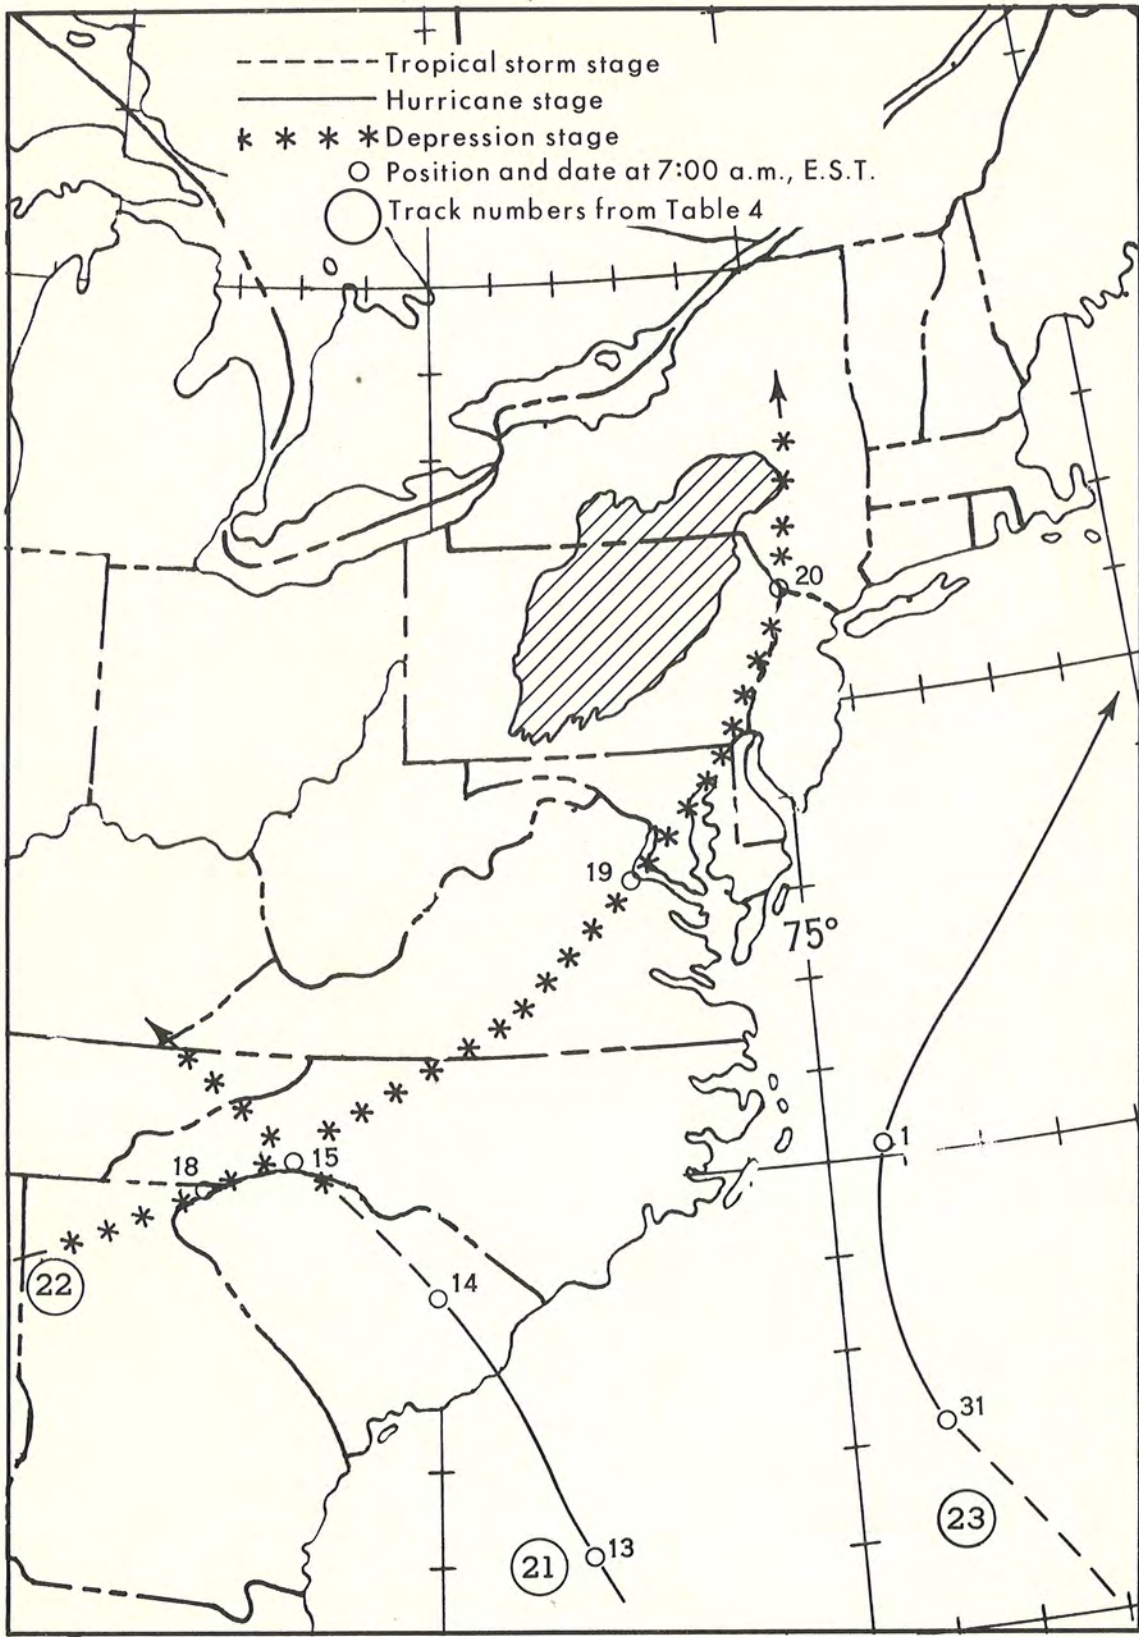 Tropical storm stage
Hurricane stage
Depression stage
Position and date at 7:00 a.m., E.S.T.
Track numbers from Table 4
20
19
75°
1
18
15
22
14
31
23
21
13